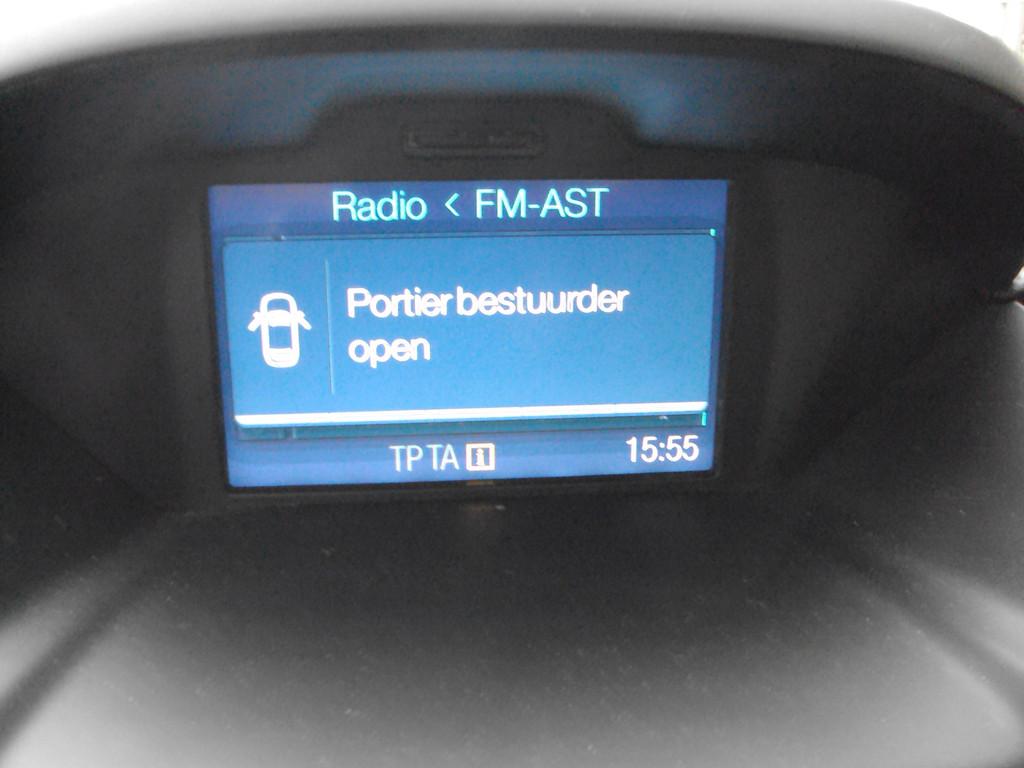 Radio < FM-AST
Portier bestuurder
open
TP TA i 15:55